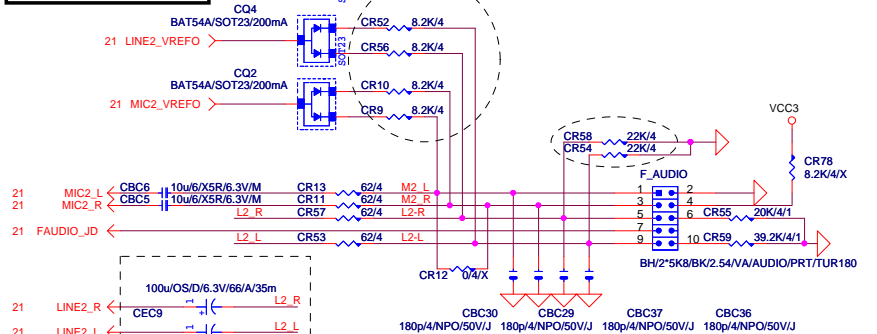 CQ4
BAT54A/SOT23/200mA
CR52 8.2K/4
21 LINE2_VREFO
SOT23
CR56 8.2K/4
CQ2
BAT54A/SOT23/200mA
CR10 8.2K/4
21 MIC2_VREFO
CR9 8.2K/4
VCC3
CR58 22K/4
CR54 22K/4
CR78
8.2K/4/X
F_AUDIO
21 MIC2_L CBC6 10u/6/X5R/6.3V/M CR13 62/4 M2_L 1 2
21 MIC2_R CBC5 10u/6/X5R/6.3V/M CR11 62/4 M2_R 3 4
L2_R CR57 62/4 L2-R 5 6 CR55 20K/4/1
21 FAUDIO_JD 7
L2_L CR53 62/4 L2-L 9 10 CR59 39.2K/4/1
BH/2*5K8/BK/2.54/VA/AUDIO/PRT/TUR180
CR12 0/4/X
100u/OS/D/6.3V/66/A/35m
21 LINE2_R CEC9 1 + L2_R
CBC30 CBC29 CBC37 CBC36
180p/4/NPO/50V/J 180p/4/NPO/50V/J 180p/4/NPO/50V/J 180p/4/NPO/50V/J
21 LINE2_L 1 L2_L